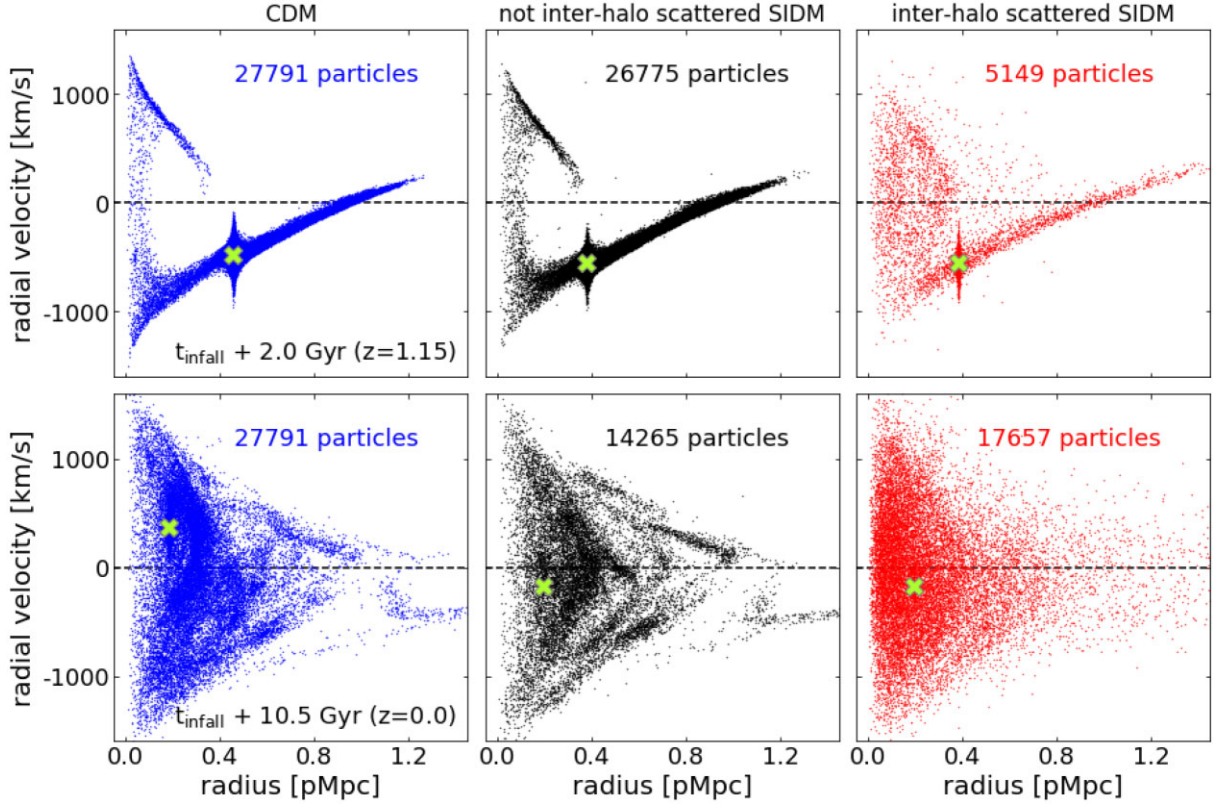 CDM
not inter-halo scattered SIDM
inter-halo scattered SIDM
radial velocity [km/s]
1000
0
-1000
27791 particles
t_infall + 2.0 Gyr (z=1.15)
26775 particles
5149 particles
radial velocity [km/s]
1000
0
-1000
27791 particles
t_infall + 10.5 Gyr (z=0.0)
14265 particles
17657 particles
0.0 0.4 0.8 1.2
0.0 0.4 0.8 1.2
0.0 0.4 0.8 1.2
radius [pMpc]
radius [pMpc]
radius [pMpc]